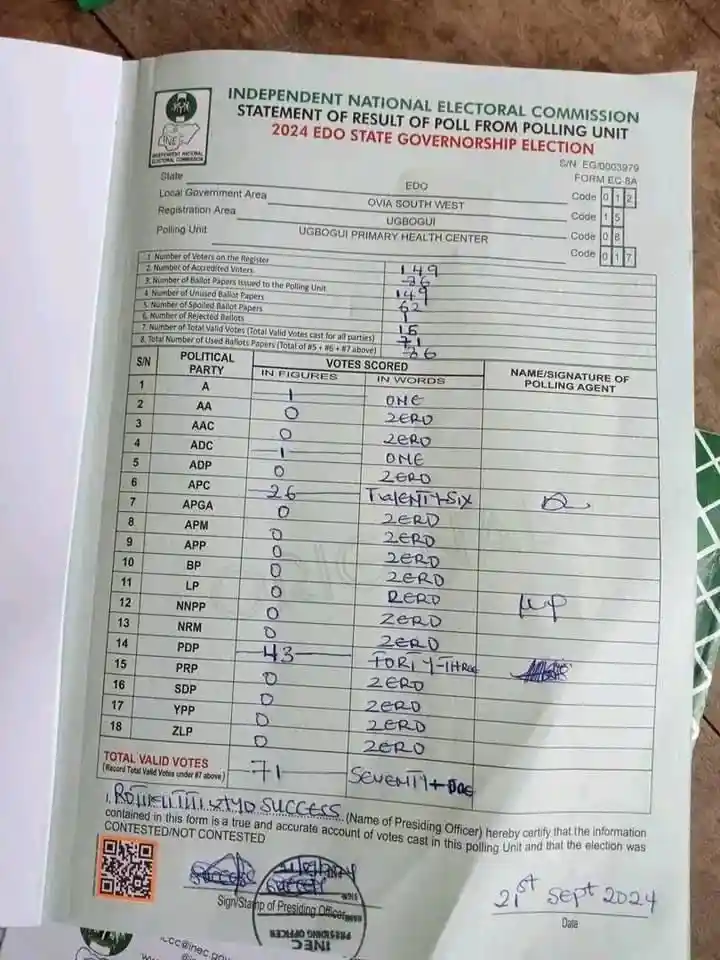 INDEPENDENT NATIONAL ELECTORAL COMMISSION
STATEMENT OF RESULT OF POLL FROM POLLING UNIT
2024 EDO STATE GOVERNORSHIP ELECTION
INEC
INDEPENDENT NATIONAL
ELECTORAL COMMISSION
S/N EG/0003979
FORM EC 8A
State EDO Code 0 1 2
Local Government Area OVIA SOUTH WEST Code 1 5
Registration Area UGBOGUI Code 0 8
Polling Unit UGBOGUI PRIMARY HEALTH CENTER Code 0 1 7
1. Number of Voters on the Register 149
2. Number of Accredited Voters
3. Number of Ballot Papers Issued to the Polling Unit 149
4. Number of Unused Ballot Papers 62
5. Number of Spoiled Ballot Papers 1
6. Number of Rejected Ballots 15
7. Number of Total Valid Votes (Total Valid Votes cast for all parties) 71
8. Total Number of Used Ballots Papers (Total of #5 + #6 + #7 above)
S/N POLITICAL PARTY VOTES SCORED NAME/SIGNATURE OF POLLING AGENT
IN FIGURES IN WORDS
1 A 1 ONE
2 AA 0 ZERO
3 AAC 0 ZERO
4 ADC 1 ONE
5 ADP 0 ZERO
6 APC 26 TWENTY-SIX
7 APGA 0 ZERO
8 APM 0 ZERO
9 APP 0 ZERO
10 BP 0 ZERO
11 LP 0 ZERO
12 NNPP 0 ZERO
13 NRM 0 ZERO
14 PDP 43 FORTY-THREE
15 PRP 0 ZERO
16 SDP 0 ZERO
17 YPP 0 ZERO
18 ZLP 0 ZERO
TOTAL VALID VOTES 71 SEVENTY+ONE
(Record Total Valid Votes under #7 above)
I, SUCCESS (Name of Presiding Officer) hereby certify that the information
contained in this form is a true and accurate account of votes cast in this polling Unit and that the election was
CONTESTED/NOT CONTESTED
SUCCESS
Sign/Stamp of Presiding Officer
INEC
PRESIDING OFFICER
21st Sept 2024
Date